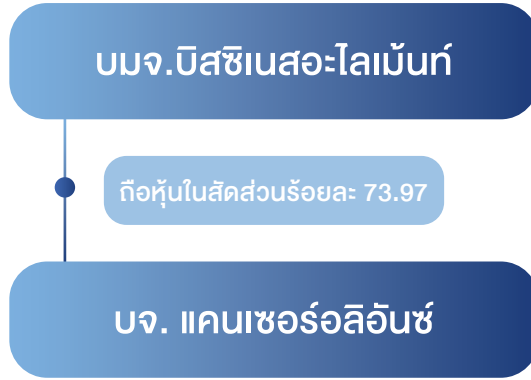 บมจ.บิสซิเนสอะไลเม้นท์
ถือหุ้นในสัดส่วนร้อยละ 73.97
บจ. แคนเซอร์อลิอันซ์